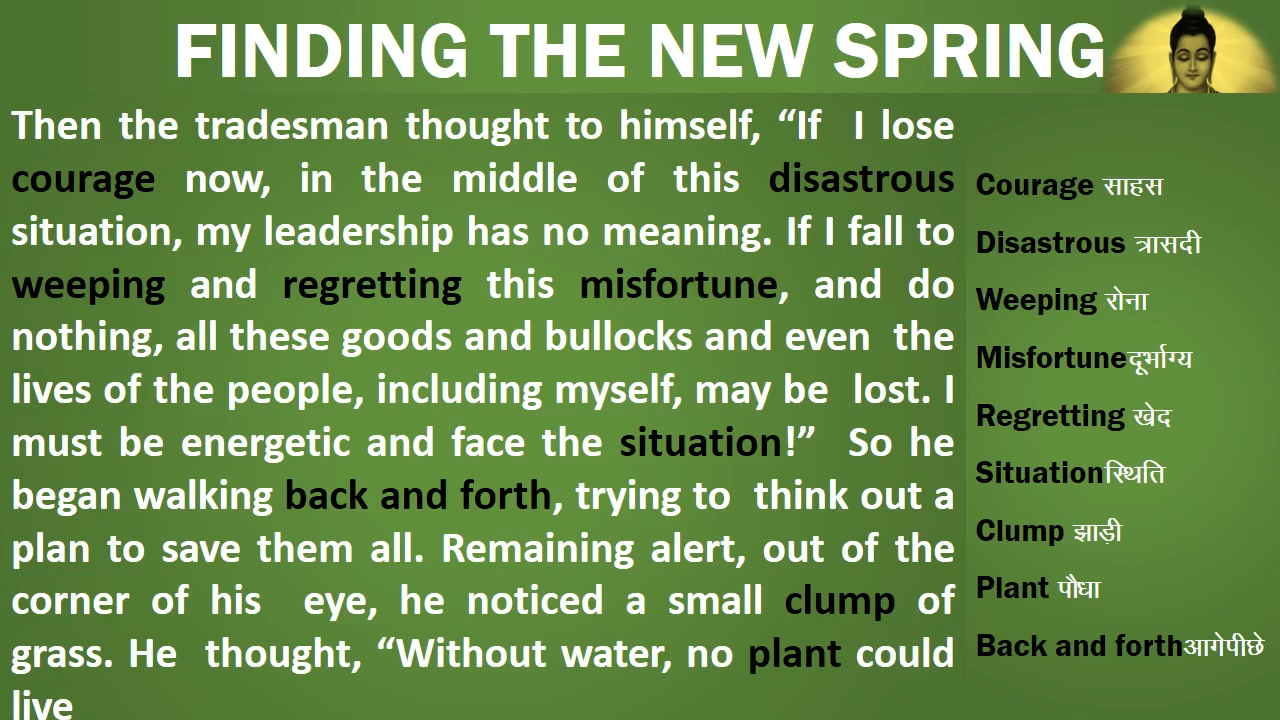 FINDING THE NEW SPRING
Then the tradesman thought to himself, “If I lose
courage now, in the middle of this disastrous
situation, my leadership has no meaning. If I fall to
weeping and regretting this misfortune, and do
nothing, all these goods and bullocks and even the
lives of the people, including myself, may be lost. I
must be energetic and face the situation!” So he
began walking back and forth, trying to think out a
plan to save them all. Remaining alert, out of the
corner of his eye, he noticed a small clump of
grass. He thought, “Without water, no plant could
live
Courage साहस
Disastrous त्रासदी
Weeping रोना
Misfortuneदूर्भाग्य
Regretting खेद
Situationस्थिति
Clump झाड़ी
Plant पौधा
Back and forthआगेपीछे